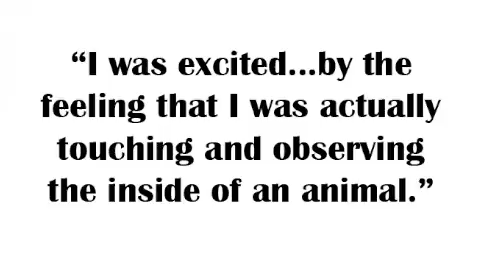 “I was excited...by the
feeling that I was actually
touching and observing
the inside of an animal.”